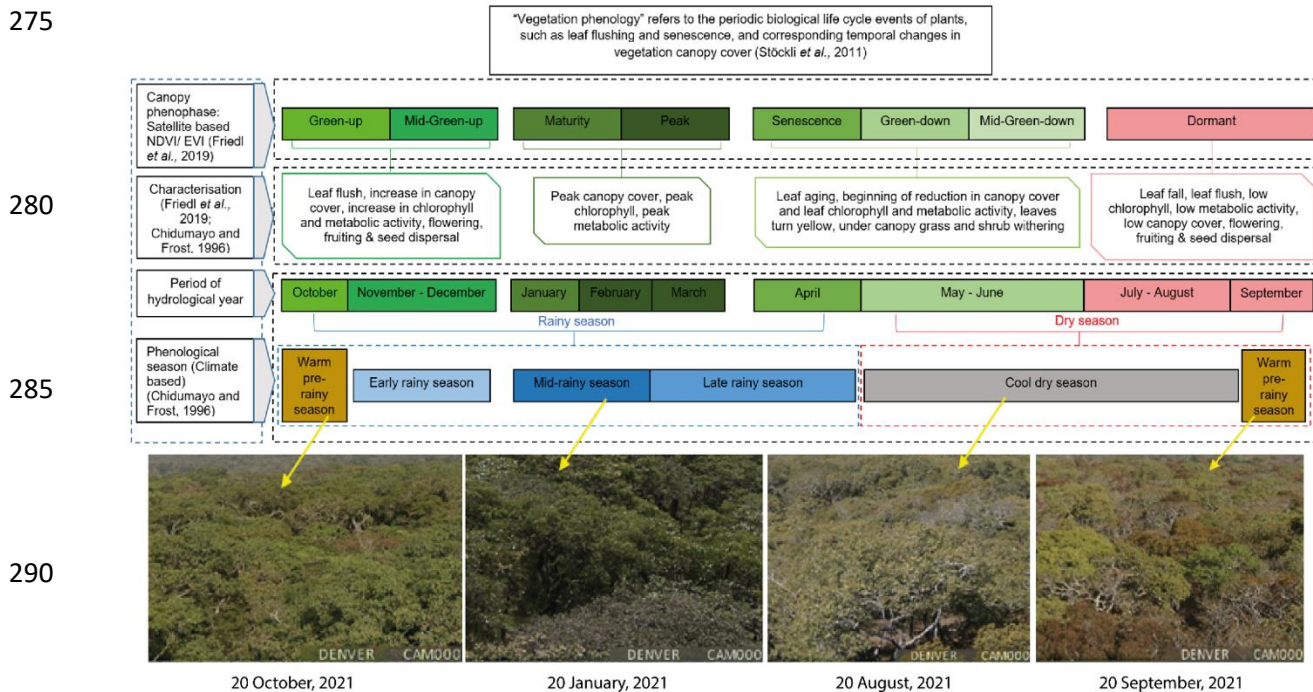 275
"Vegetation phenology" refers to the periodic biological life cycle events of plants,
such as leaf flushing and senescence, and corresponding temporal changes in
vegetation canopy cover (Stöckli et al., 2011)
Canopy
phenophase:
Satellite based
NDVI/ EVI (Friedl
et al., 2019)
Green-up
Mid-Green-up
Maturity
Peak
Senescence
Green-down
Mid-Green-down
Dormant
280
Characterisation
(Friedl et al.,
2019;
Chidumayo and
Frost, 1996)
Leaf flush, increase in canopy
cover, increase in chlorophyll
and metabolic activity, flowering,
fruiting & seed dispersal
Peak canopy cover, peak
chlorophyll, peak
metabolic activity
Leaf aging, beginning of reduction in canopy cover
and leaf chlorophyll and metabolic activity, leaves
turn yellow, under canopy grass and shrub withering
Leaf fall, leaf flush, low
chlorophyll, low metabolic activity,
low canopy cover, flowering,
fruiting & seed dispersal
Period of
hydrological year
October
November - December
January
February
March
April
May - June
July - August
September
Rainy season
Dry season
285
Phenological
season (Climate
based)
(Chidumayo and
Frost, 1996)
Warm
pre-
rainy
season
Early rainy season
Mid-rainy season
Late rainy season
Cool dry season
Warm
pre-
rainy
season
290
DENVER CAM000
DENVER CAM000
DENVER CAM000
DENVER CAM000
20 October, 2021
20 January, 2021
20 August, 2021
20 September, 2021